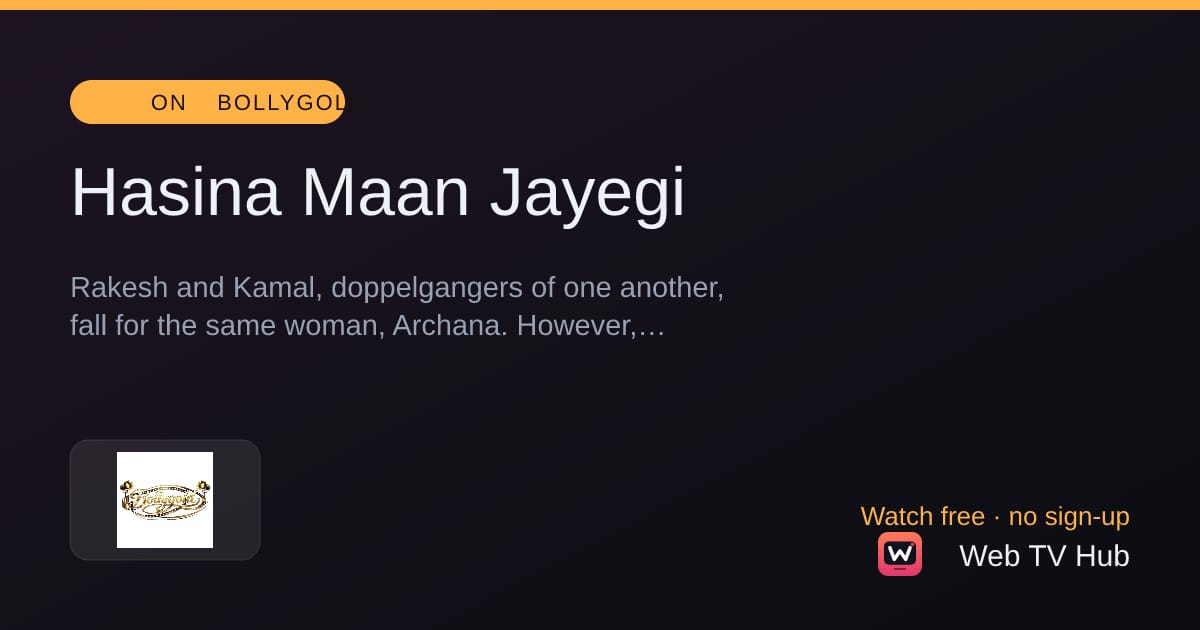 ON BOLLYGOL
Hasina Maan Jayegi
Rakesh and Kamal, doppelgangers of one another,
fall for the same woman, Archana. However,…
Bollygold
Watch free · no sign-up
W
Web TV Hub